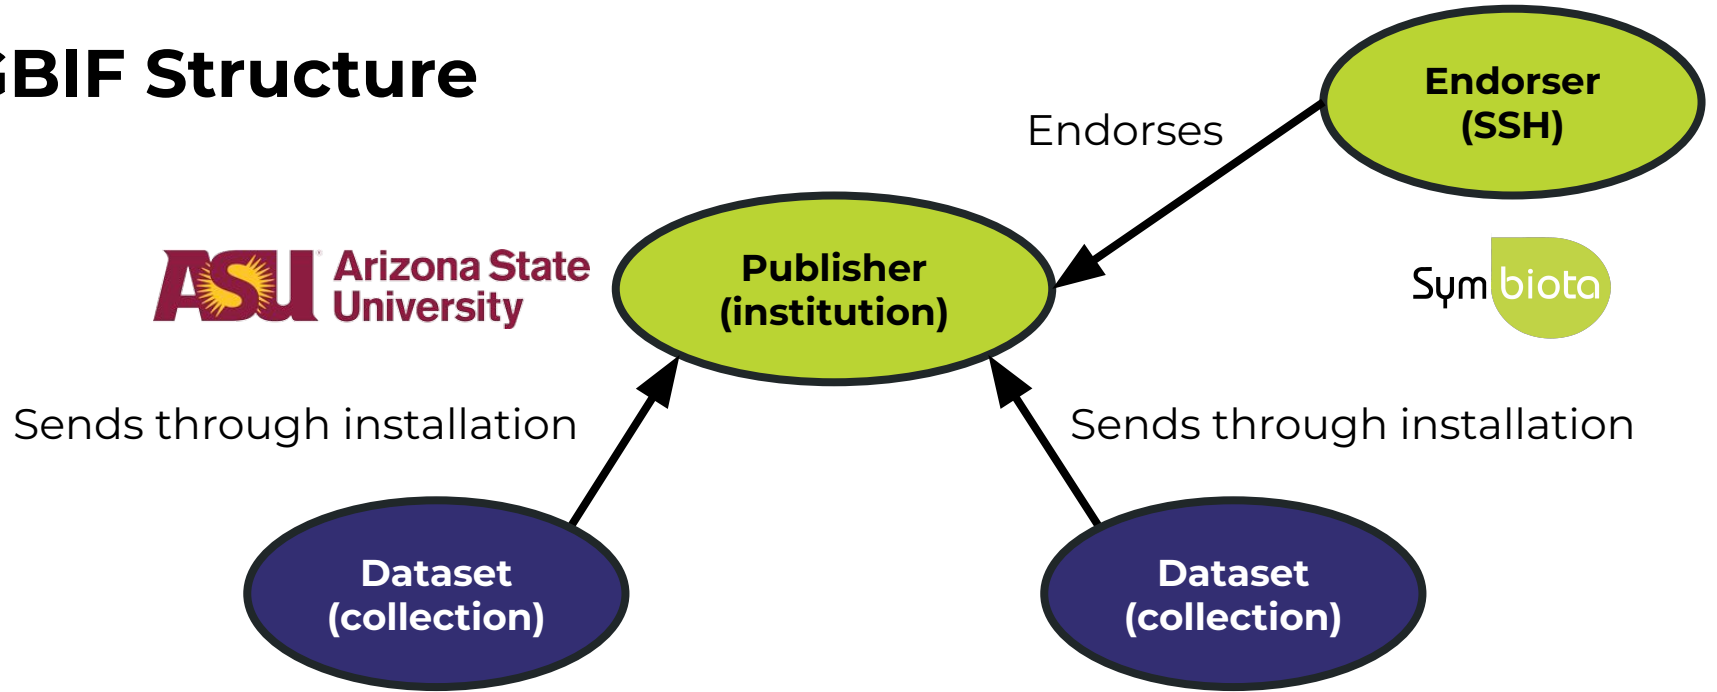 GBIF Structure
Endorser
(SSH)
Endorses
ASU Arizona State
University
Publisher
(institution)
Symbiota
Sends through installation
Sends through installation
Dataset
(collection)
Dataset
(collection)